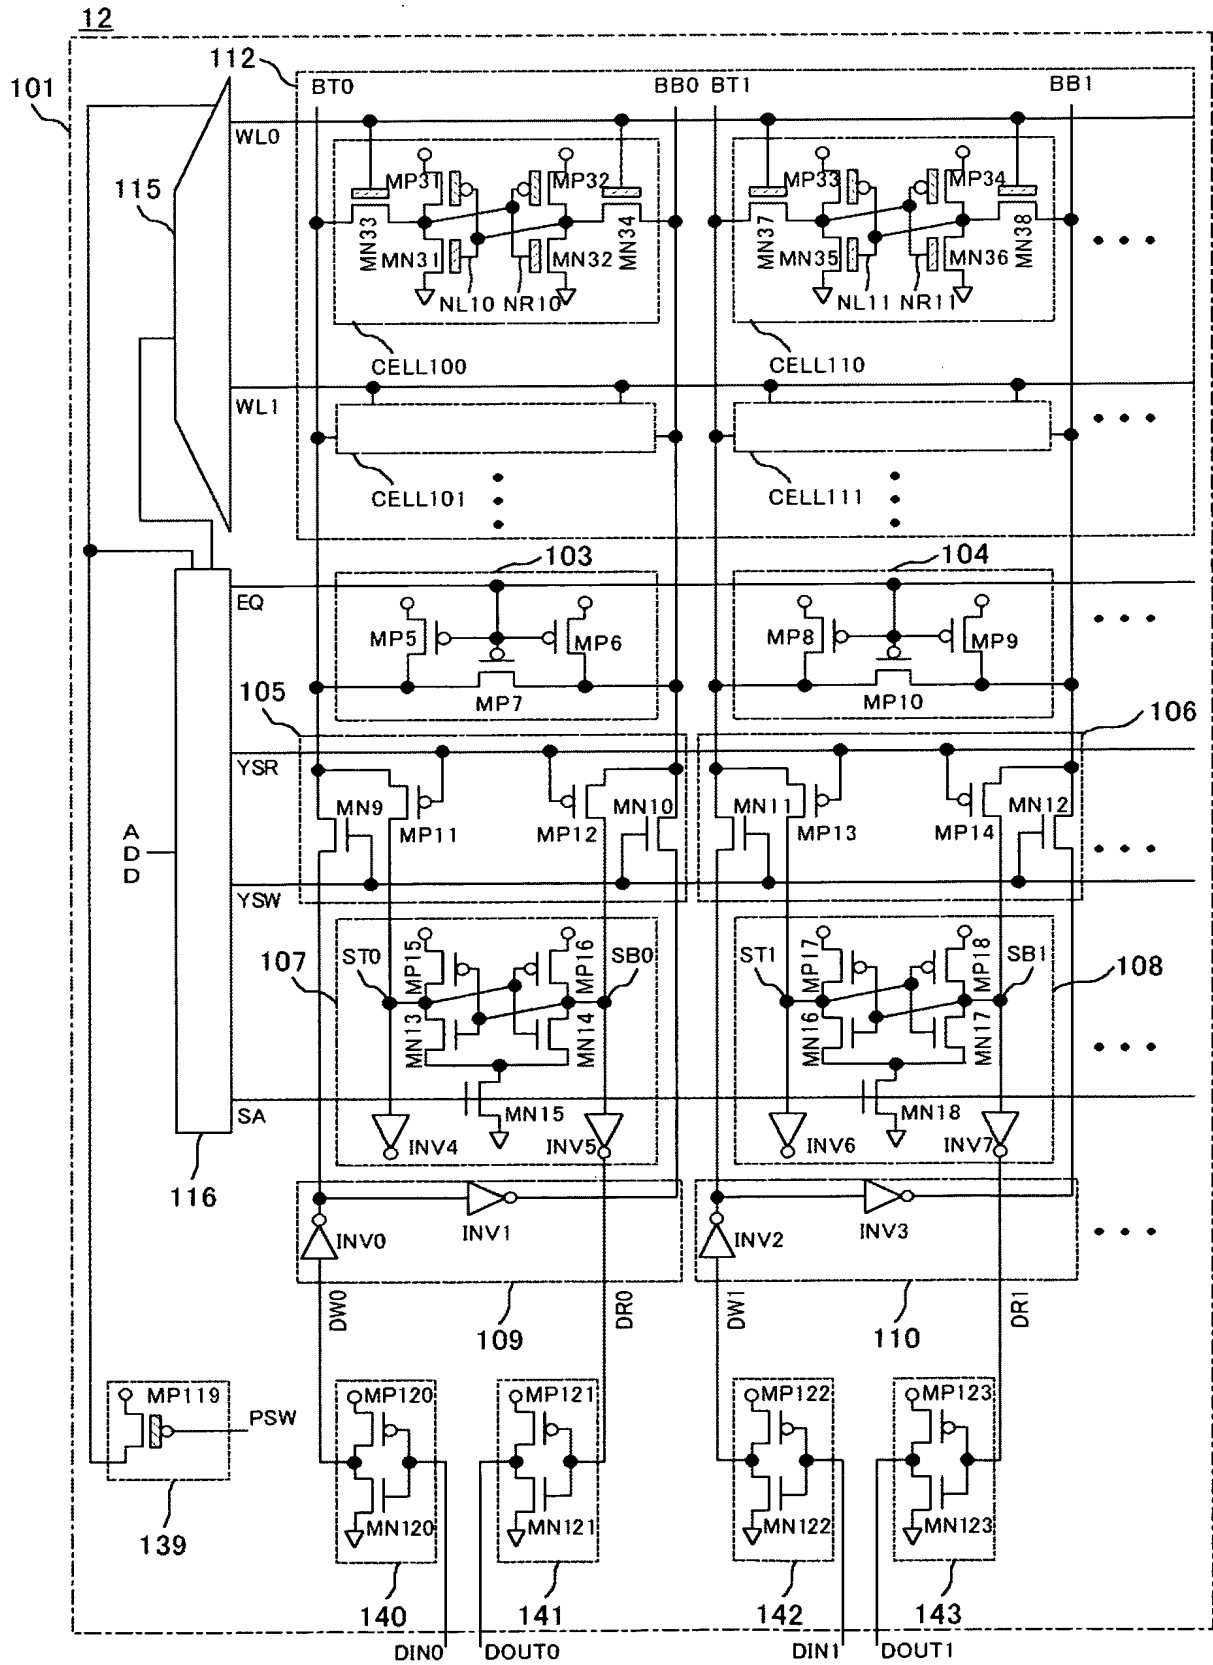 12
101
112
BT0
BB0
BT1
BB1
WL0
115
MP31
MP32
MN33
MN31
MN32
MN34
NL10
NR10
CELL100
MP33
MP34
MN37
MN35
MN36
MN38
NL11
NR11
CELL110
WL1
CELL101
CELL111
103
104
EQ
MP5
MP6
MP7
MP8
MP9
MP10
105
106
YSR
MN9
MP11
MP12
MN10
MN11
MP13
MP14
MN12
ADD
YSW
107
ST0
MP15
MP16
SB0
MN13
MN14
MN15
INV4
INV5
ST1
MP17
MP18
SB1
108
MN16
MN17
MN18
INV6
INV7
SA
116
INV0
INV1
INV2
INV3
DW0
109
DR0
DW1
110
DR1
MP119
PSW
139
MP120
MN120
140
MP121
MN121
141
MP122
MN122
142
MP123
MN123
143
DIN0
DOUT0
DIN1
DOUT1